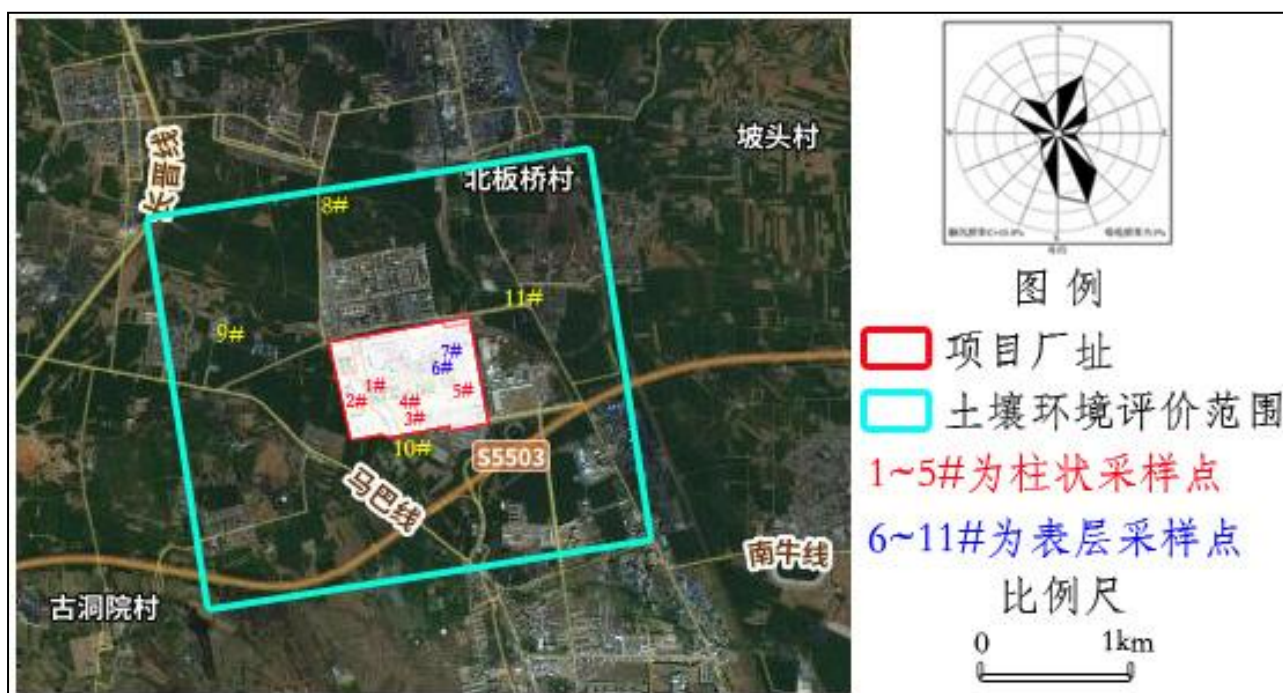 坡头村
长晋线
北板桥村
8#
11#
9#
7#
6#
1#
5#
2#
4#
3#
10#
S5503
马巴线
南牛线
古洞院村
图 例
项目厂址
土壤环境评价范围
1~5#为柱状采样点
6~11#为表层采样点
比例尺
0 1km